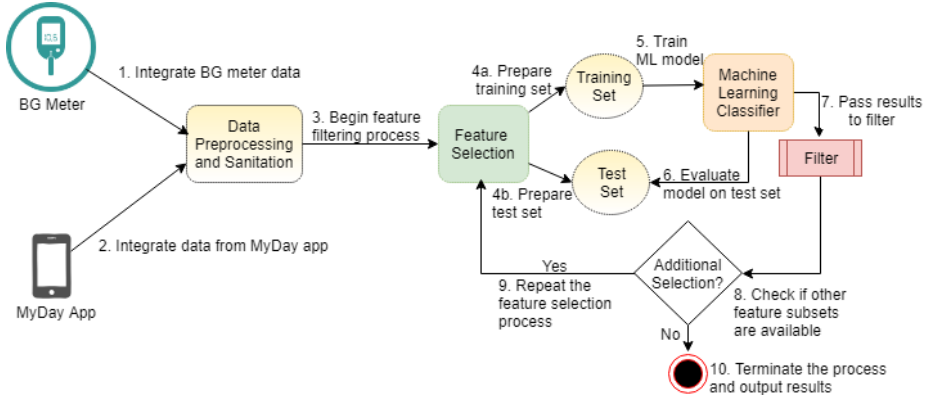 BG Meter
1. Integrate BG meter data
Data
Preprocessing
and Sanitation
2. Integrate data from MyDay app
MyDay App
3. Begin feature
filtering process
Feature
Selection
4a. Prepare
training set
Training
Set
4b. Prepare
test set
Test
Set
5. Train
ML model
Machine
Learning
Classifier
6. Evaluate
model on test set
7. Pass results
to filter
Filter
8. Check if other
feature subsets
are available
Additional
Selection?
Yes
9. Repeat the
feature selection
process
No
10. Terminate the process
and output results